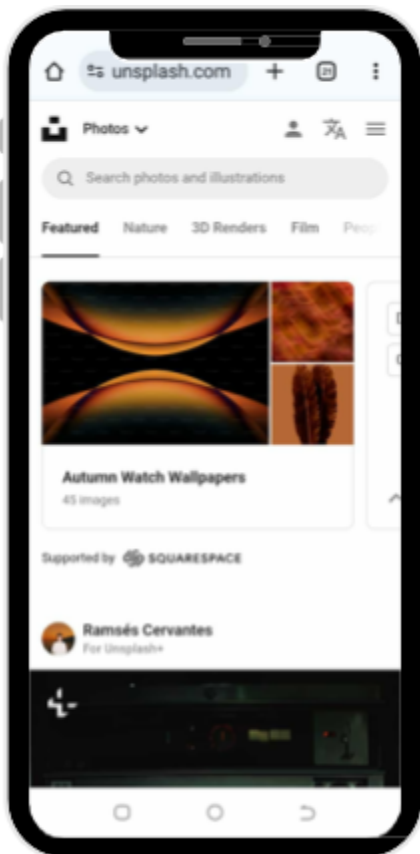 unsplash.com
21
Photos
Search photos and illustrations
Featured Nature 3D Renders Film
Autumn Watch Wallpapers
45 images
Supported by SQUARESPACE
Ramsés Cervantes
For Unsplash+